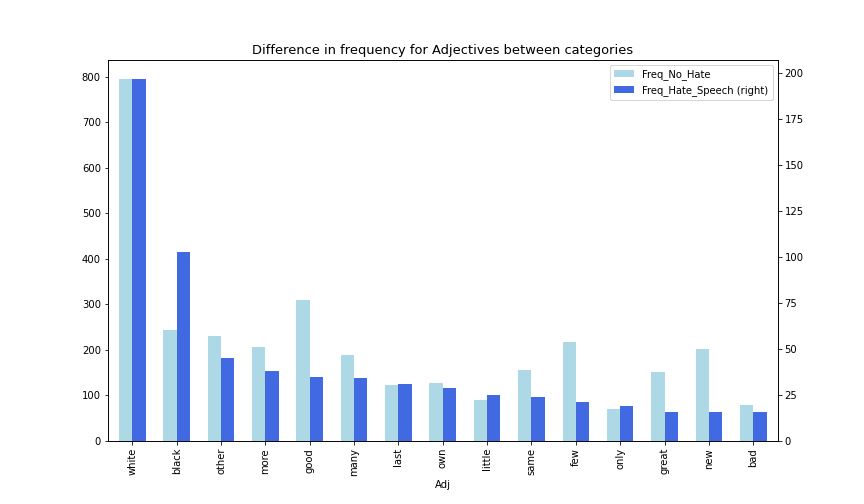 Difference in frequency for Adjectives between categories
Freq_No_Hate
Freq_Hate_Speech (right)
800
700
600
500
400
300
200
100
0
200
175
150
125
100
75
50
25
0
white
black
other
more
good
many
last
own
little
same
few
only
great
new
bad
Adj